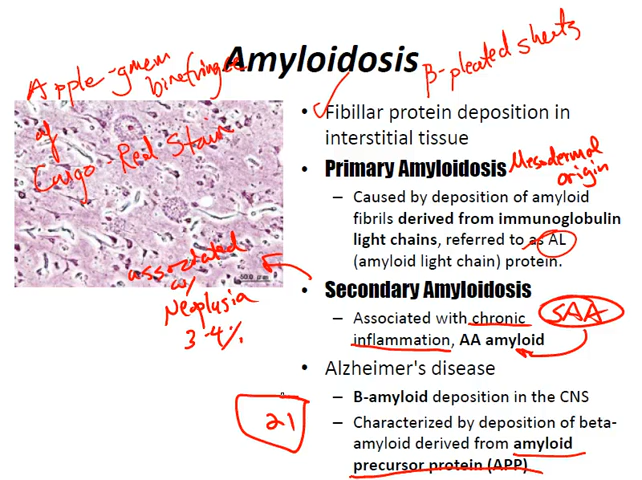 Amyloidosis
Apple-green
birefringe
of
Congo-Red Stain
β-pleated sheets
• Fibillar protein deposition in
interstitial tissue
• Primary Amyloidosis
Mesodermal
origin
– Caused by deposition of amyloid
fibrils derived from immunoglobulin
light chains, referred to as AL
(amyloid light chain) protein.
associated
w/
Neoplasia
3-4%
• Secondary Amyloidosis
– Associated with chronic
inflammation, AA amyloid
SAA
• Alzheimer's disease
– B-amyloid deposition in the CNS
– Characterized by deposition of beta-
amyloid derived from amyloid
precursor protein (APP)
21